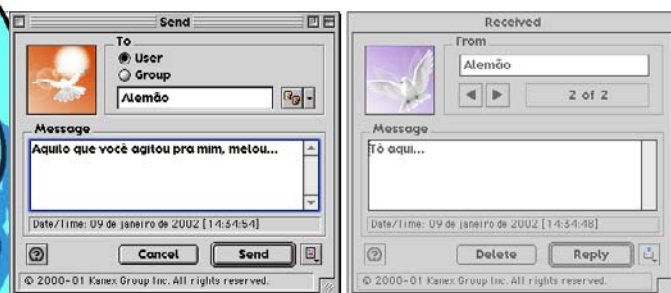 Send
To
User
Group
Alemão
Message
Aquilo que você agitou pra mim, melou...
Date/Time: 09 de janeiro de 2002 [14:34:54]
Cancel
Send
© 2000-01 Kanex Group Inc. All rights reserved.
Received
From
Alemão
2 of 2
Message
Tô aqui...
Date/Time: 09 de janeiro de 2002 [14:34:48]
Delete
Reply
© 2000-01 Kanex Group Inc. All rights reserved.